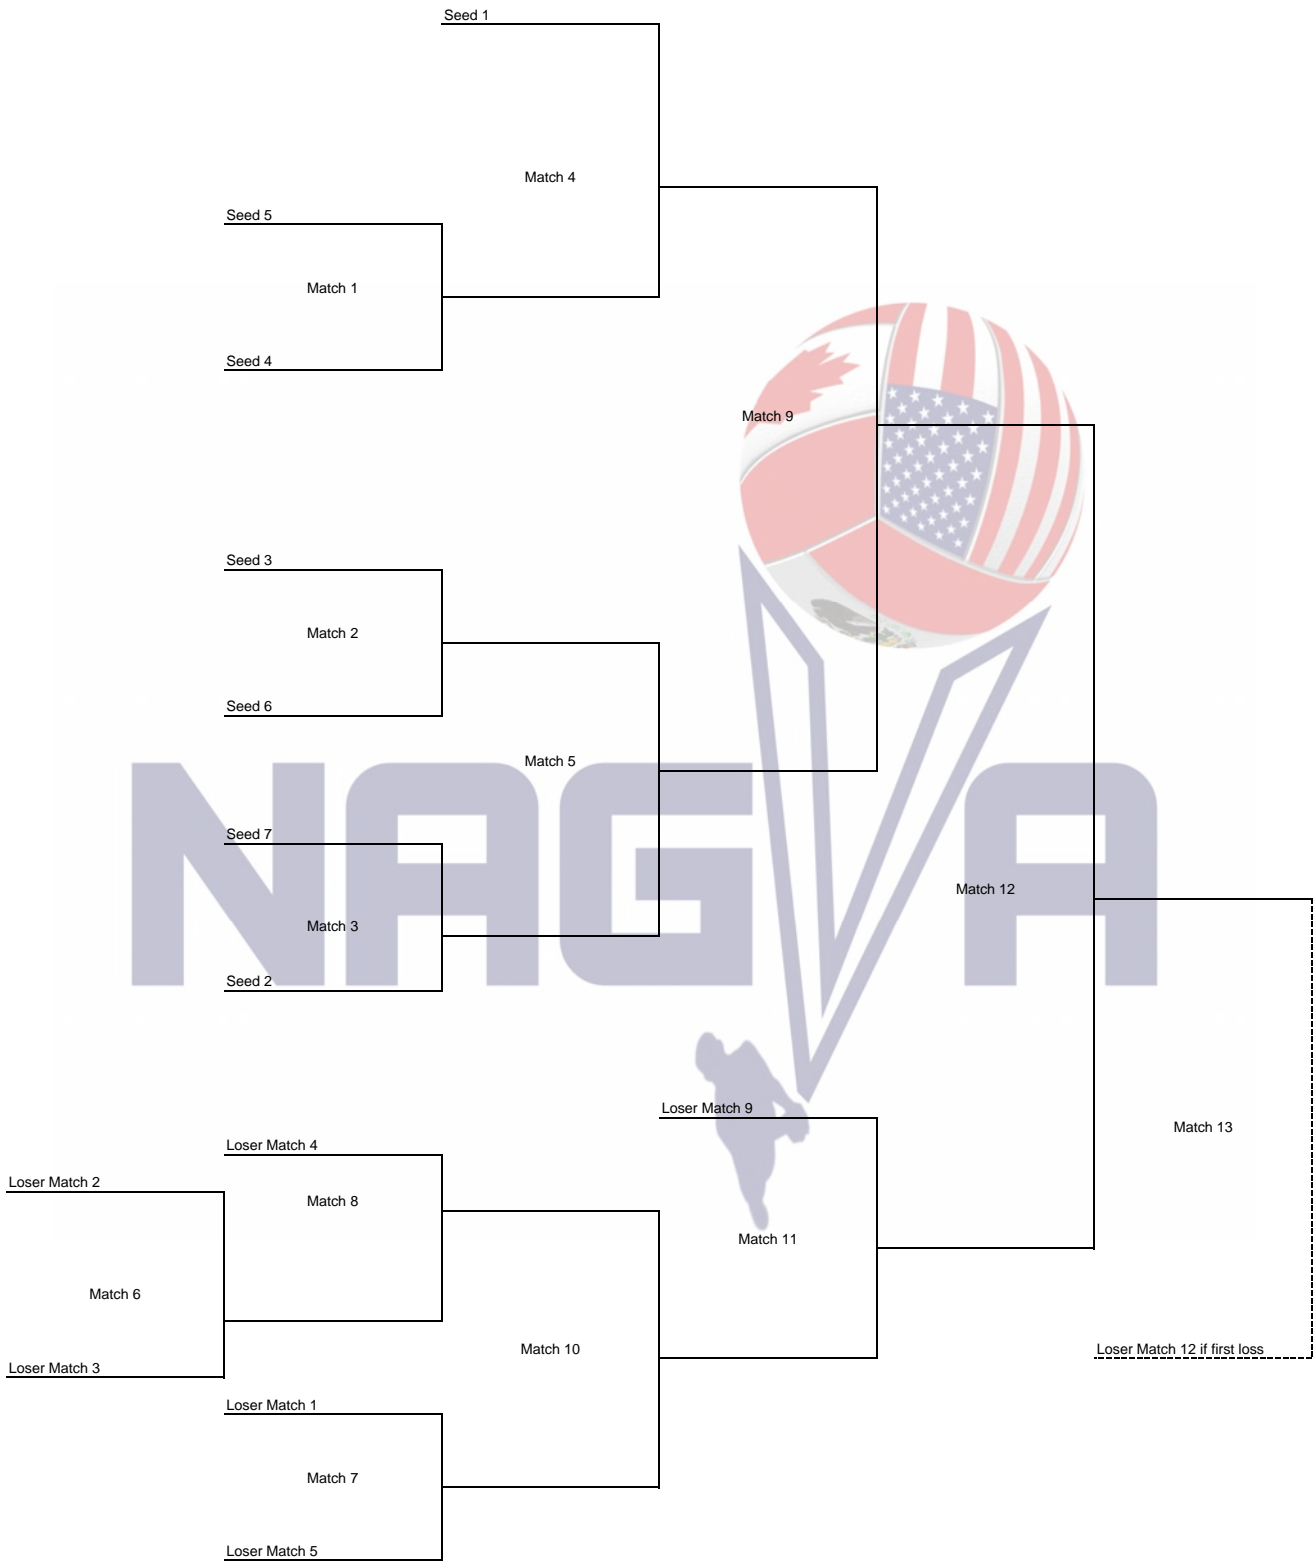 Seed 1
Match 4
Seed 5
Match 1
Seed 4
Match 9
Seed 3
Match 2
Seed 6
Match 5
Seed 7
Match 12
Match 3
Seed 2
NAGVA
Loser Match 9
Match 13
Loser Match 4
Loser Match 2
Match 8
Match 11
Match 6
Match 10
Loser Match 12 if first loss
Loser Match 3
Loser Match 1
Match 7
Loser Match 5